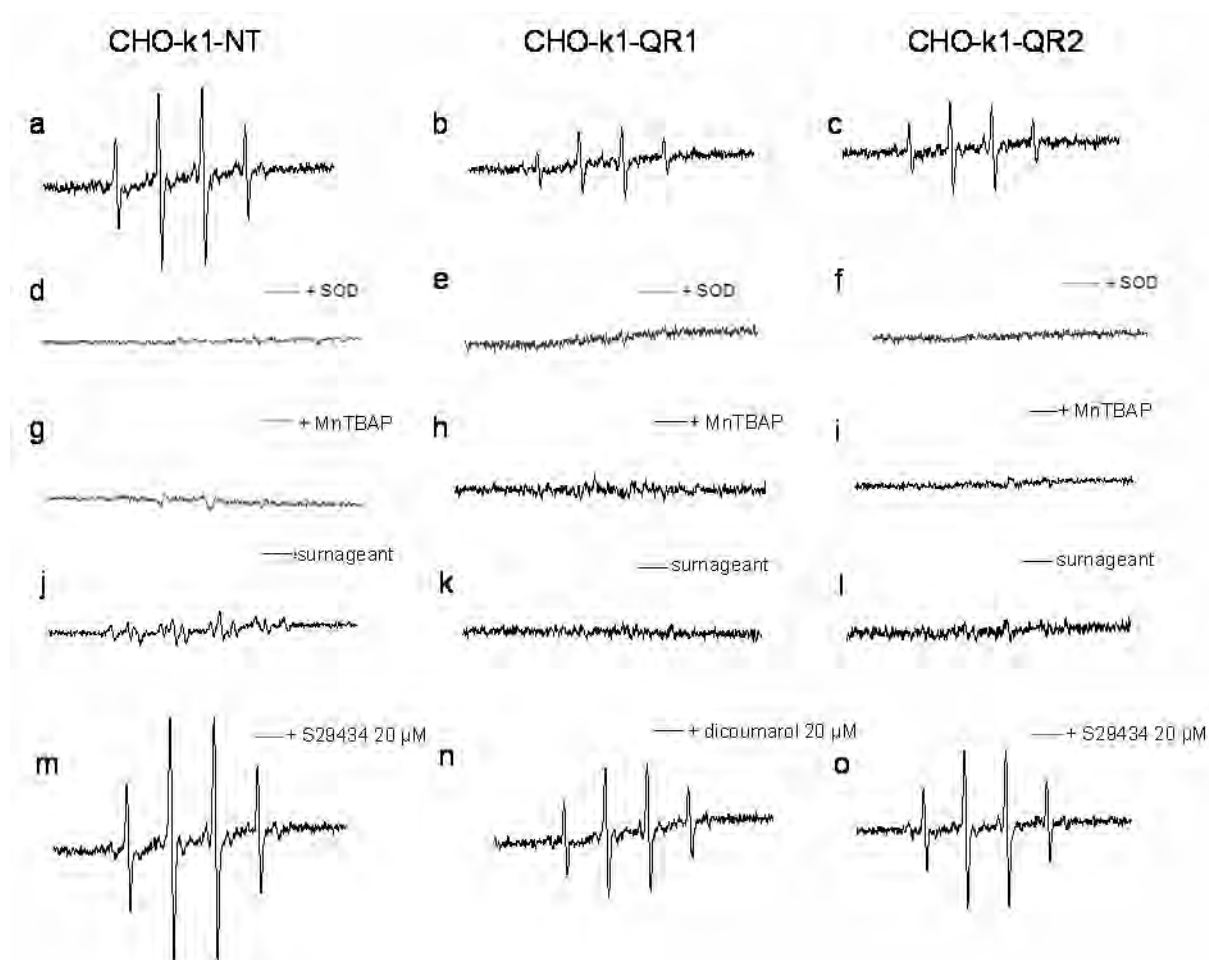 CHO-k1-NT CHO-k1-QR1 CHO-k1-QR2
a b c
d + SOD e + SOD f + SOD
g + MnTBAP h + MnTBAP i + MnTBAP
j surnageant k surnageant l surnageant
m + S29434 20 µM n + dicoumarol 20 µM o + S29434 20 µM